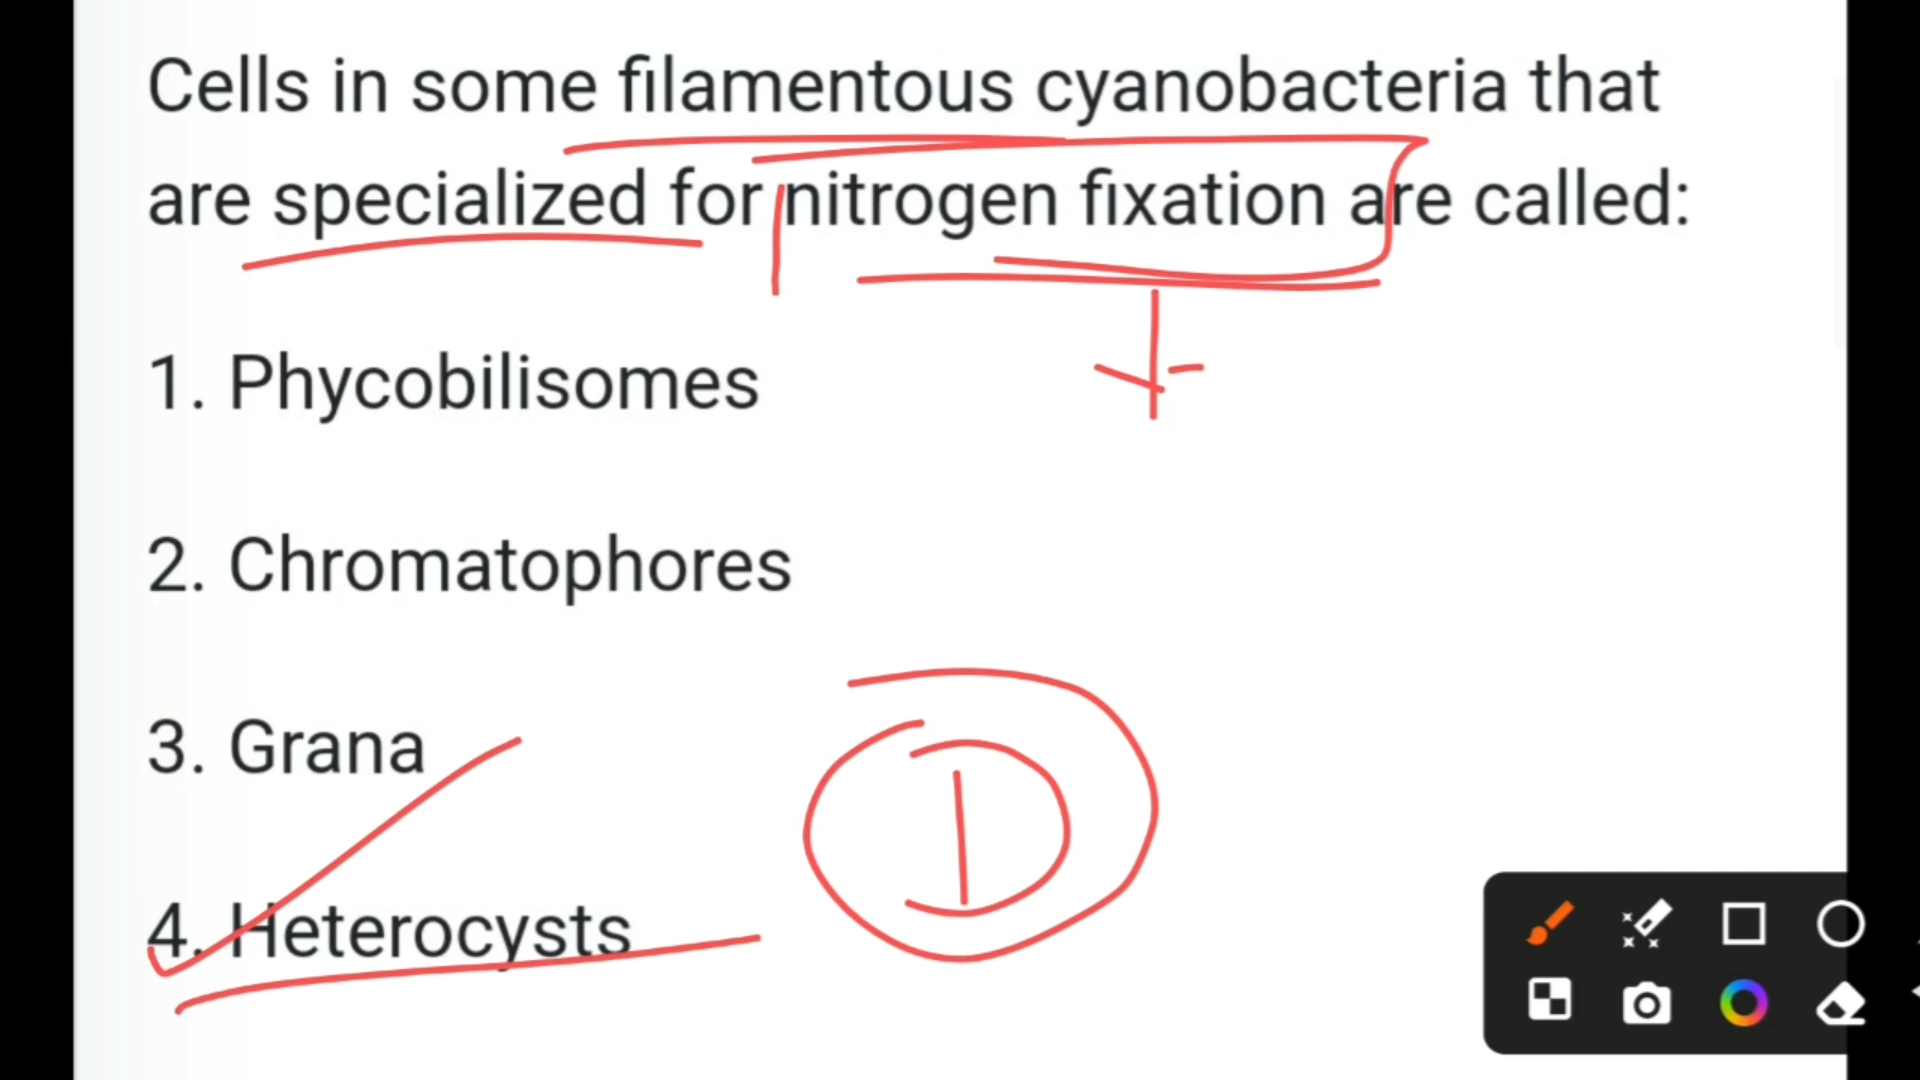 Cells in some filamentous cyanobacteria that
are specialized for nitrogen fixation are called:
1. Phycobilisomes
2. Chromatophores
3. Grana
4. Heterocysts
D